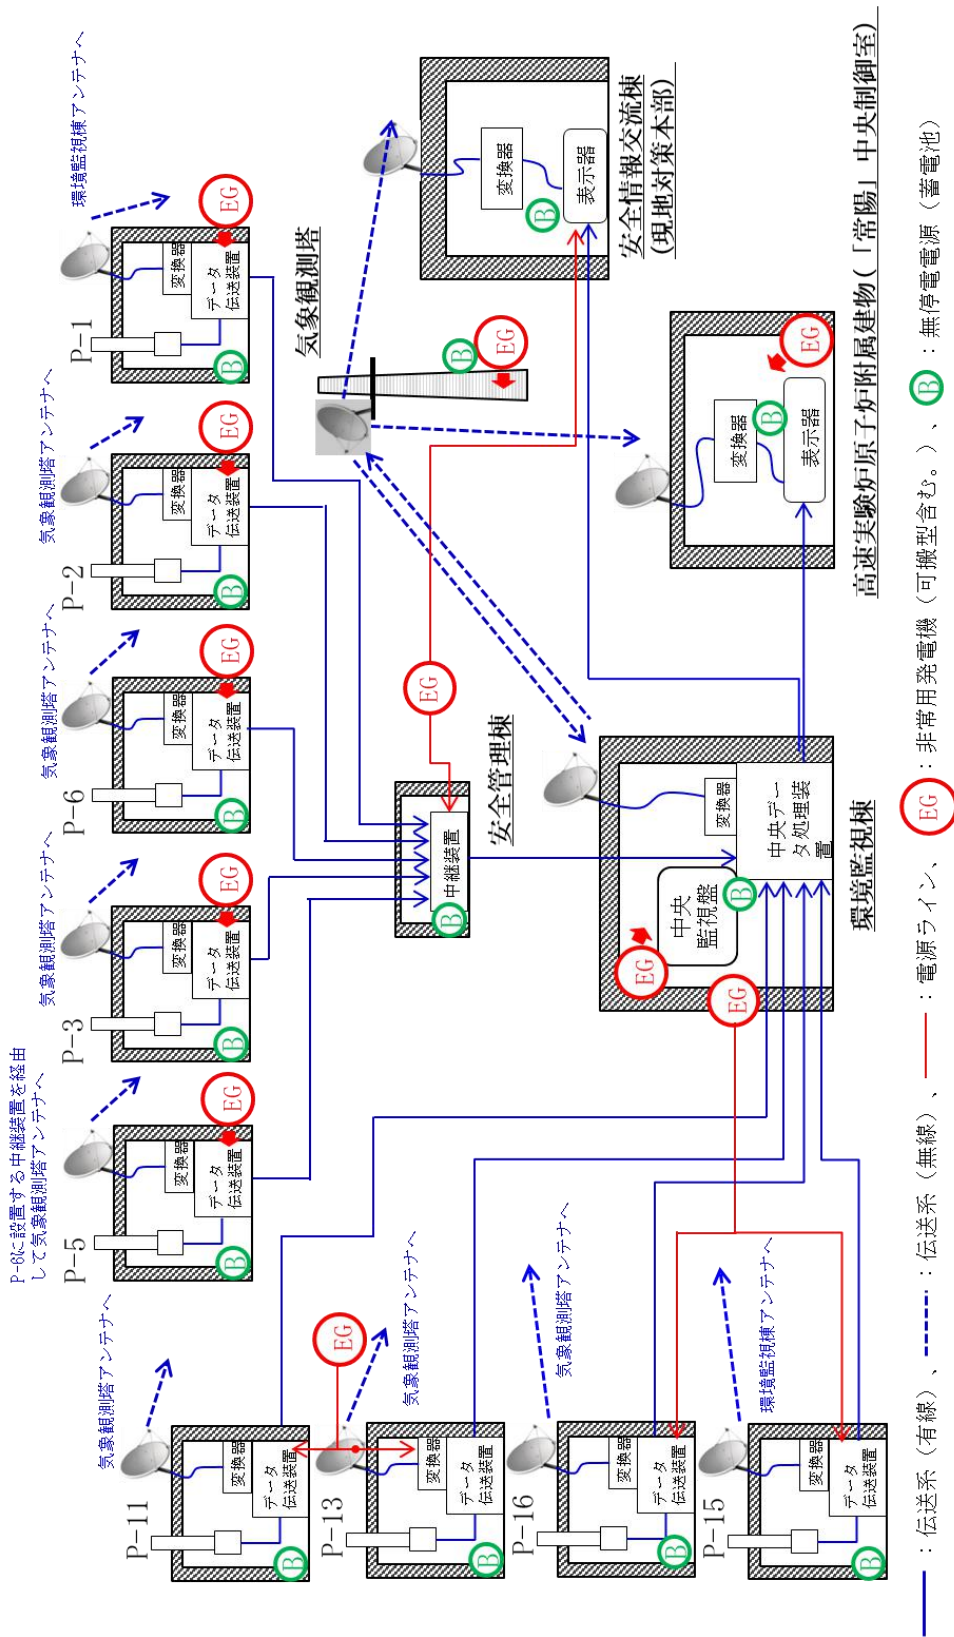 P-6に設置する中継装置を経由
して気象観測塔アンテナへ
P-5
変換器
データ
伝送装置
B
EG
気象観測塔アンテナへ
P-3
変換器
データ
伝送装置
B
EG
気象観測塔アンテナへ
P-6
変換器
データ
伝送装置
B
EG
気象観測塔アンテナへ
P-2
変換器
データ
伝送装置
B
EG
環境監視棟アンテナへ
P-1
変換器
データ
伝送装置
B
EG
気象観測塔アンテナへ
P-11
変換器
データ
伝送装置
B
EG
気象観測塔アンテナへ
P-13
変換器
データ
伝送装置
B
気象観測塔アンテナへ
P-16
変換器
データ
伝送装置
B
環境監視棟アンテナへ
P-15
変換器
データ
伝送装置
B
中継装置
B
安全管理棟
EG
気象観測塔
B
EG
変換器
B
表示器
安全情報交流棟
(現地対策本部)
変換器
中央デー
タ処理装
置
中央
監視盤
B
EG
EG
環境監視棟
変換器
B
表示器
EG
高速実験炉原子炉附属建物(「常陽」中央制御室)
：伝送系（有線）、：伝送系（無線）、：電源ライン、EG：非常用発電機（可搬型含む。）、B：無停電電源（蓄電池）